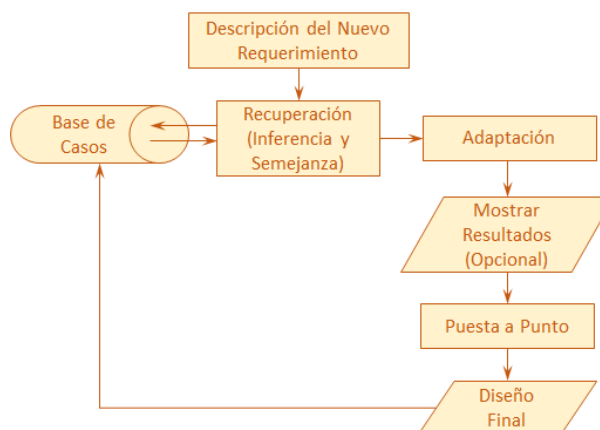 Descripción del Nuevo
Requerimiento
Base de
Casos
Recuperación
(Inferencia y
Semejanza)
Adaptación
Mostrar
Resultados
(Opcional)
Puesta a Punto
Diseño
Final